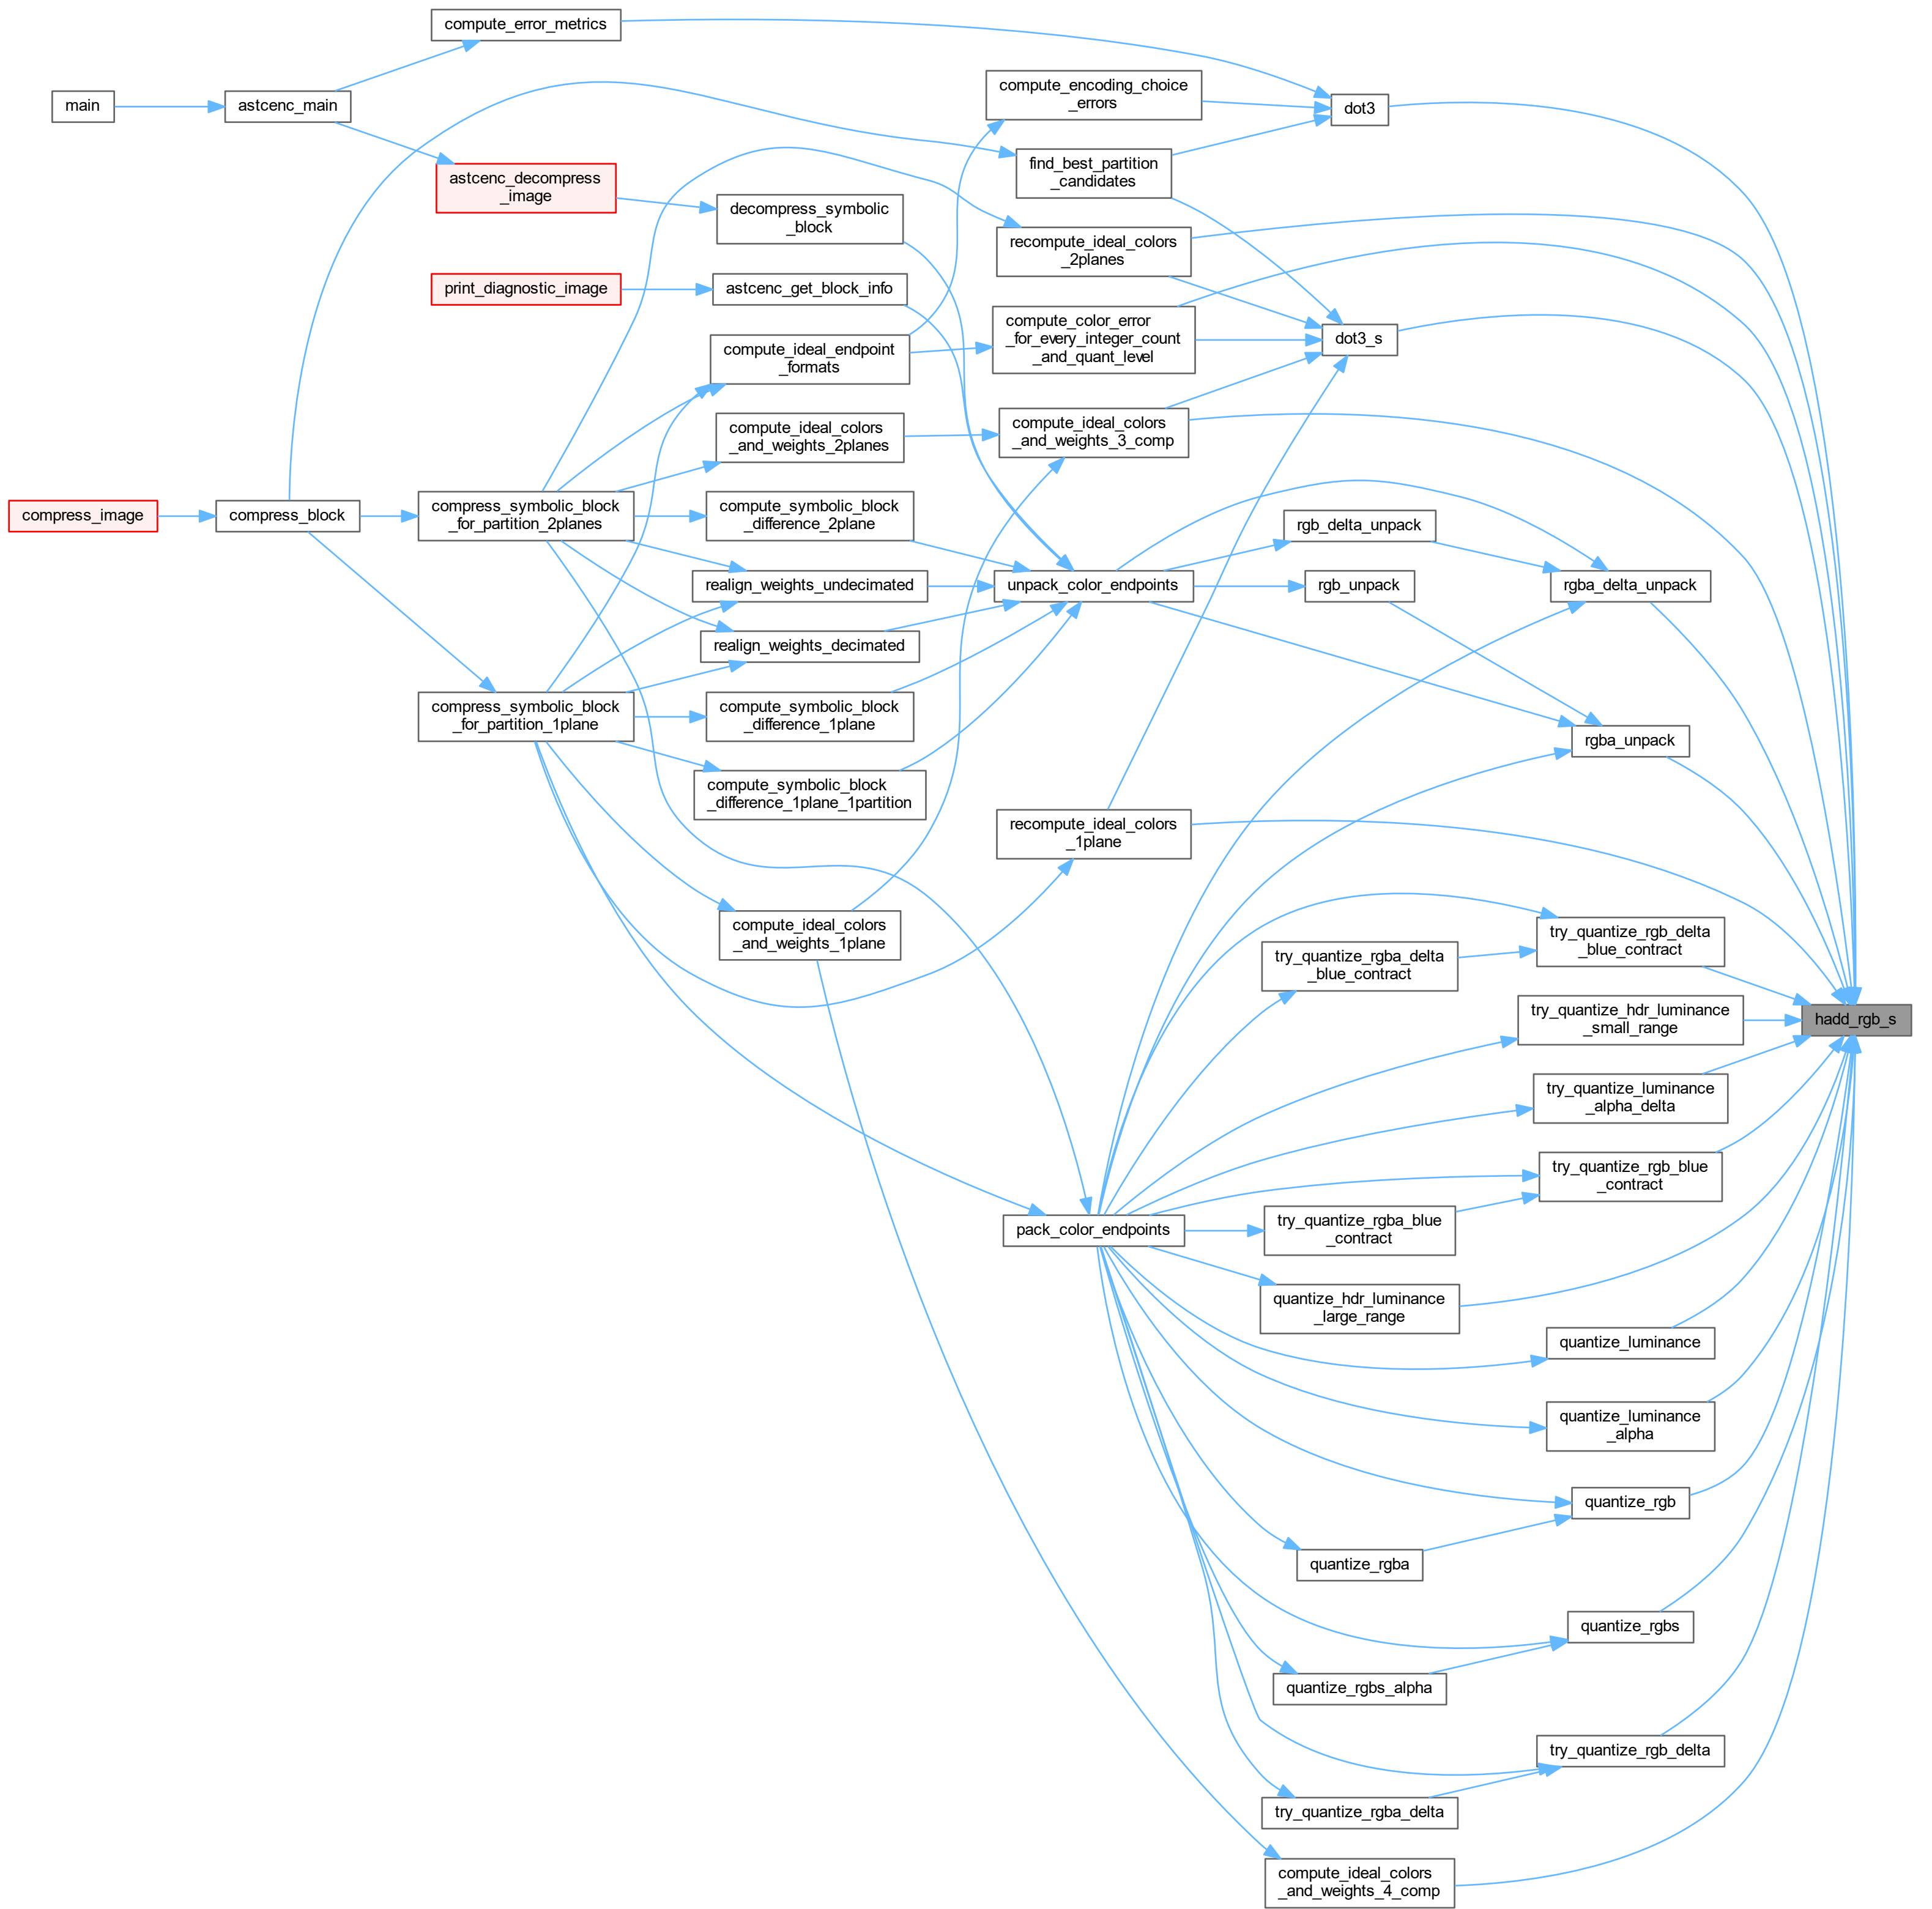 compute_error_metrics
main
astcenc_main
compute_encoding_choice
_errors
dot3
find_best_partition
_candidates
astcenc_decompress
_image
decompress_symbolic
_block
recompute_ideal_colors
_2planes
print_diagnostic_image
astcenc_get_block_info
compute_color_error
_for_every_integer_count
_and_quant_level
dot3_s
compute_ideal_endpoint
_formats
compute_ideal_colors
_and_weights_2planes
compute_ideal_colors
_and_weights_3_comp
compress_image
compress_block
compress_symbolic_block
_for_partition_2planes
compute_symbolic_block
_difference_2plane
rgb_delta_unpack
realign_weights_undecimated
unpack_color_endpoints
rgb_unpack
rgba_delta_unpack
realign_weights_decimated
compress_symbolic_block
_for_partition_1plane
compute_symbolic_block
_difference_1plane
rgba_unpack
compute_symbolic_block
_difference_1plane_1partition
recompute_ideal_colors
_1plane
compute_ideal_colors
_and_weights_1plane
try_quantize_rgba_delta
_blue_contract
try_quantize_rgb_delta
_blue_contract
try_quantize_hdr_luminance
_small_range
hadd_rgb_s
try_quantize_luminance
_alpha_delta
try_quantize_rgb_blue
_contract
pack_color_endpoints
try_quantize_rgba_blue
_contract
quantize_hdr_luminance
_large_range
quantize_luminance
quantize_luminance
_alpha
quantize_rgb
quantize_rgba
quantize_rgbs
quantize_rgbs_alpha
try_quantize_rgb_delta
try_quantize_rgba_delta
compute_ideal_colors
_and_weights_4_comp